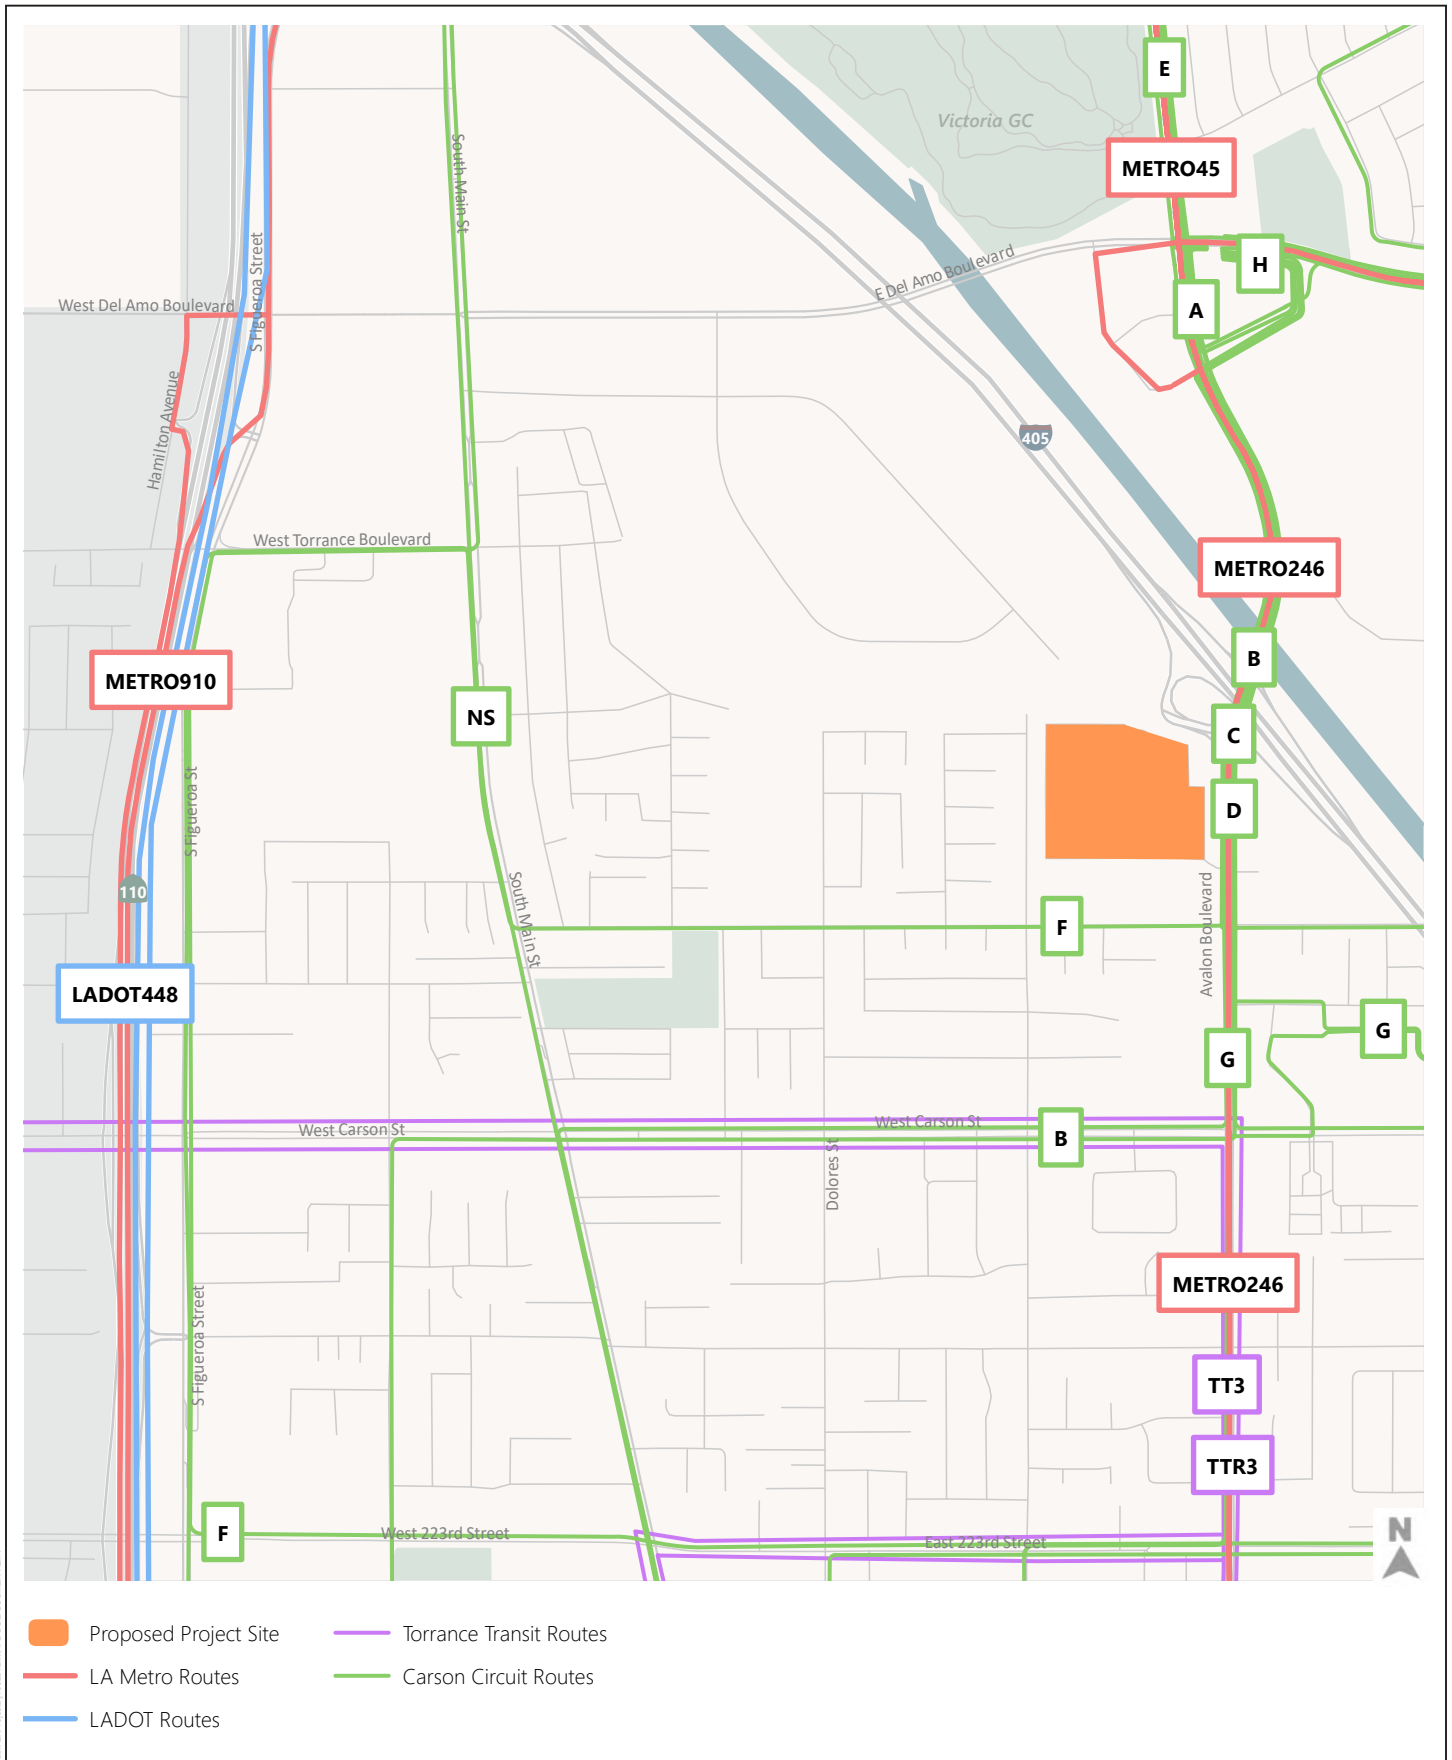 E
South Main St
Victoria GC
METRO45
S Figueroa Street
E Del Amo Boulevard
H
West Del Amo Boulevard
A
Hamilton Avenue
405
West Torrance Boulevard
METRO246
B
METRO910
NS
C
S Figueroa St
D
110
South Main St
Avalon Boulevard
F
LADOT448
G
G
West Carson St
West Carson St
B
Dolores St
METRO246
S Figueroa Street
TT3
TTR3
F
West 223rd Street
East 223rd Street
N
Proposed Project Site
Torrance Transit Routes
LA Metro Routes
Carson Circuit Routes
LADOT Routes